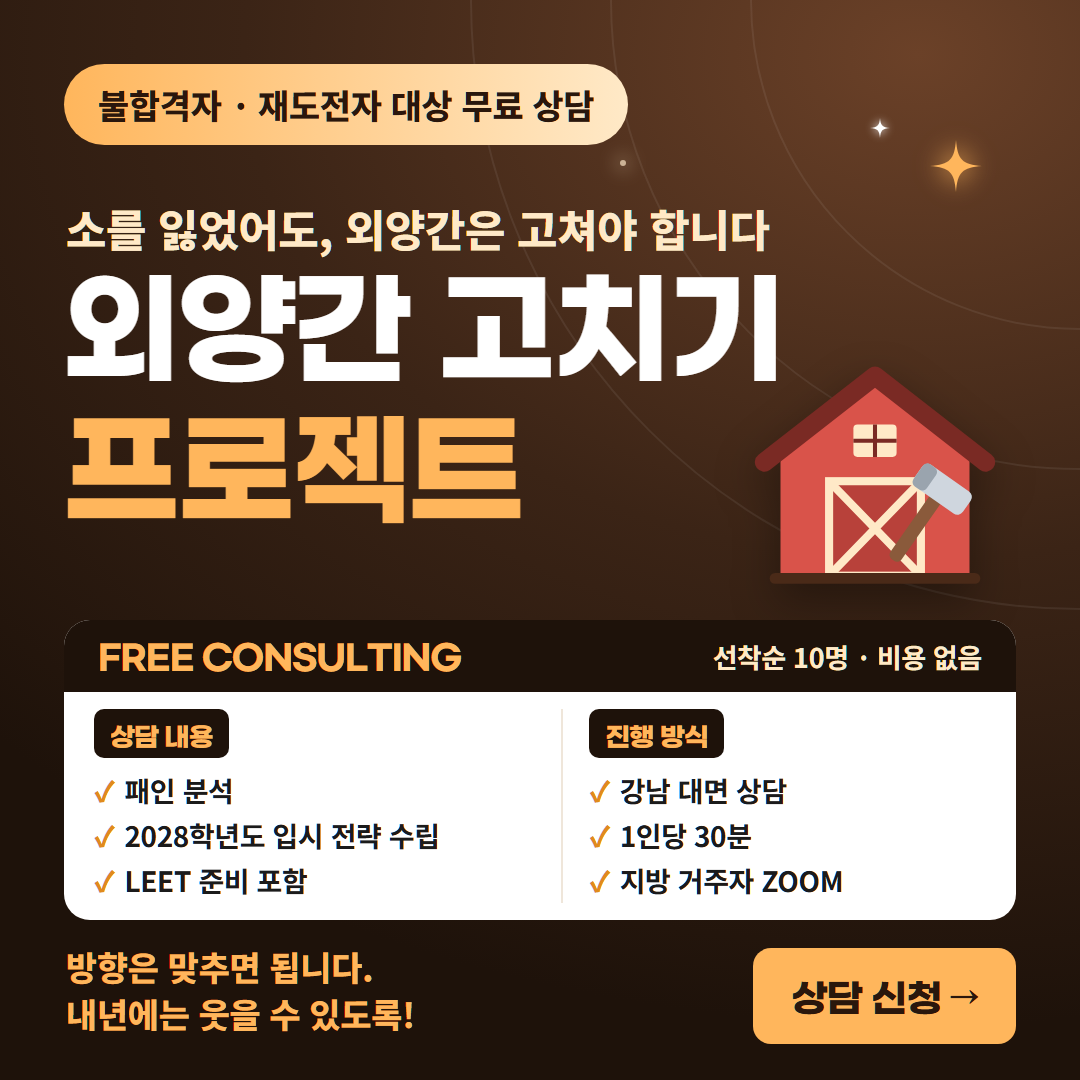 불합격자 · 재도전자 대상 무료 상담
소를 잃었어도, 외양간은 고쳐야 합니다
외양간 고치기
프로젝트
FREE CONSULTING
선착순 10명 · 비용 없음
상담 내용
✓ 패인 분석
✓ 2028학년도 입시 전략 수립
✓ LEET 준비 포함
진행 방식
✓ 강남 대면 상담
✓ 1인당 30분
✓ 지방 거주자 ZOOM
방향은 맞추면 됩니다.
내년에는 웃을 수 있도록!
상담 신청 →